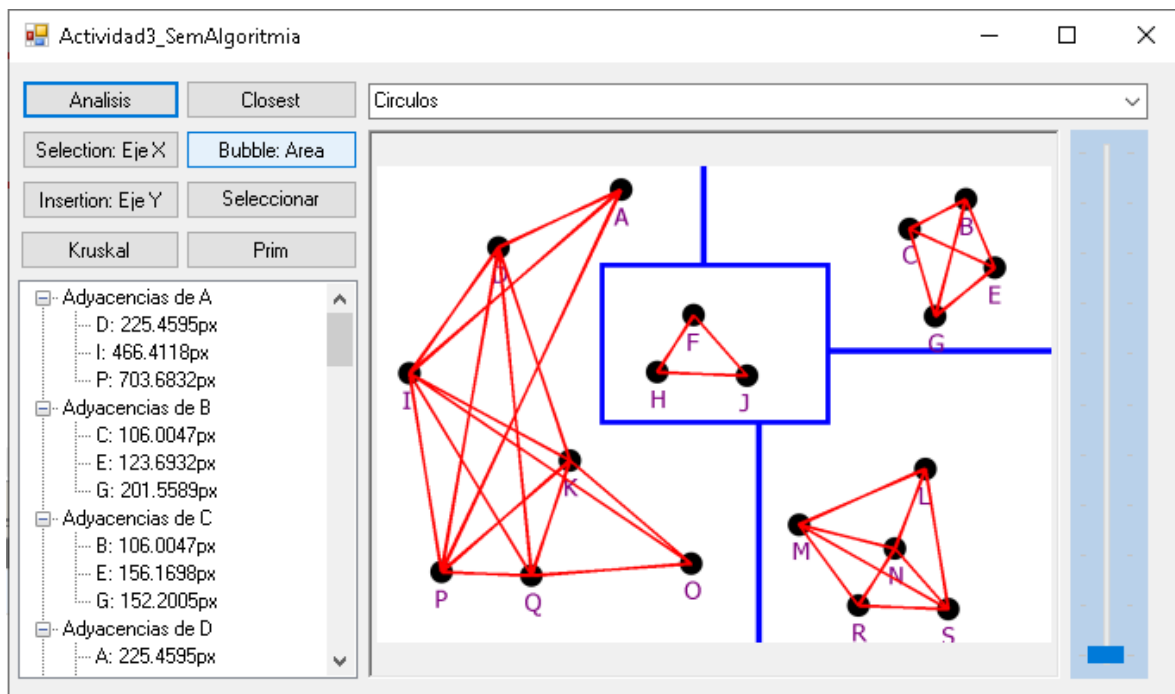 Actividad3_SemAlgoritmia
Analisis
Closest
Circulos
Selection: Eje X
Bubble: Area
Insertion: Eje Y
Seleccionar
Kruskal
Prim
Adyacencias de A
D: 225.4595px
I: 466.4118px
P: 703.6832px
Adyacencias de B
C: 106.0047px
E: 123.6932px
G: 201.5589px
Adyacencias de C
B: 106.0047px
E: 156.1698px
G: 152.2005px
Adyacencias de D
A: 225.4595px
A
B
C
D
E
F
G
H
J
I
K
L
M
N
O
P
Q
R
S